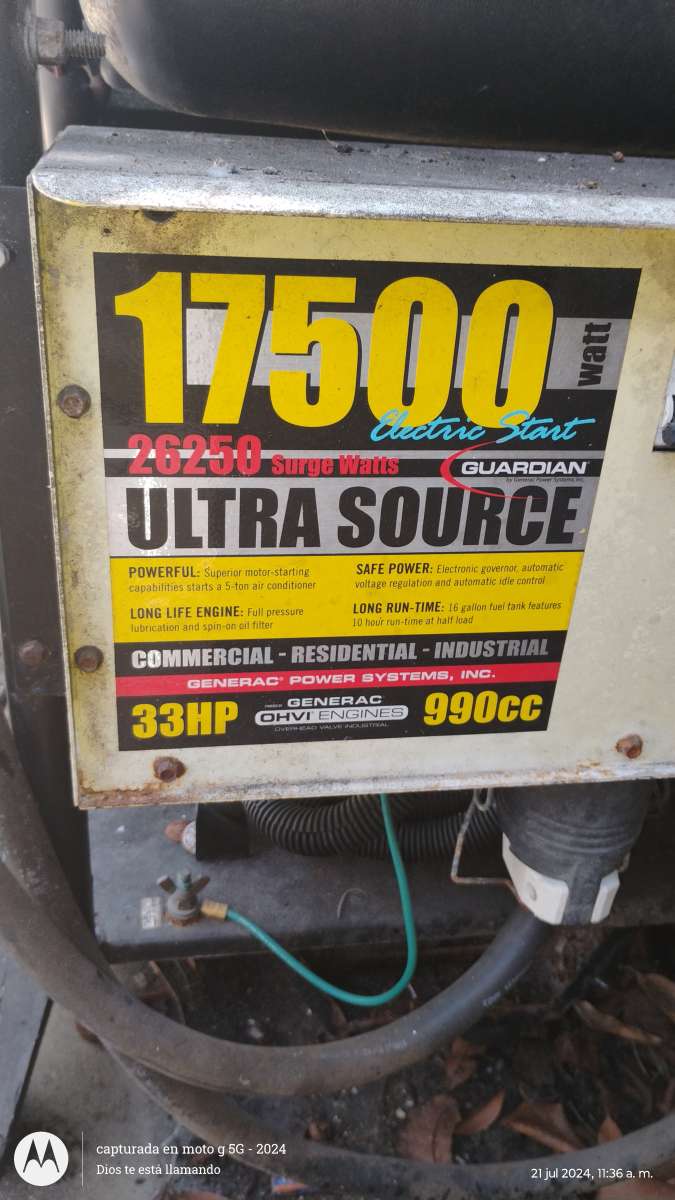 17500
watt
Electric Start
26250 Surge Watts
GUARDIAN
by Generac Power Systems, Inc.
ULTRA SOURCE
POWERFUL: Superior motor-starting
capabilities starts a 5-ton air conditioner
SAFE POWER: Electronic governor, automatic
voltage regulation and automatic idle control
LONG LIFE ENGINE: Full pressure
lubrication and spin-on oil filter
LONG RUN-TIME: 16 gallon fuel tank features
10 hour run-time at half load
COMMERCIAL - RESIDENTIAL - INDUSTRIAL
GENERAC® POWER SYSTEMS, INC.
33HP
GENERAC®
OHVI® ENGINES
OVERHEAD VALVE INDUSTRIAL
990cc
capturada en moto g 5G - 2024
Dios te está llamando
21 jul 2024, 11:36 a. m.